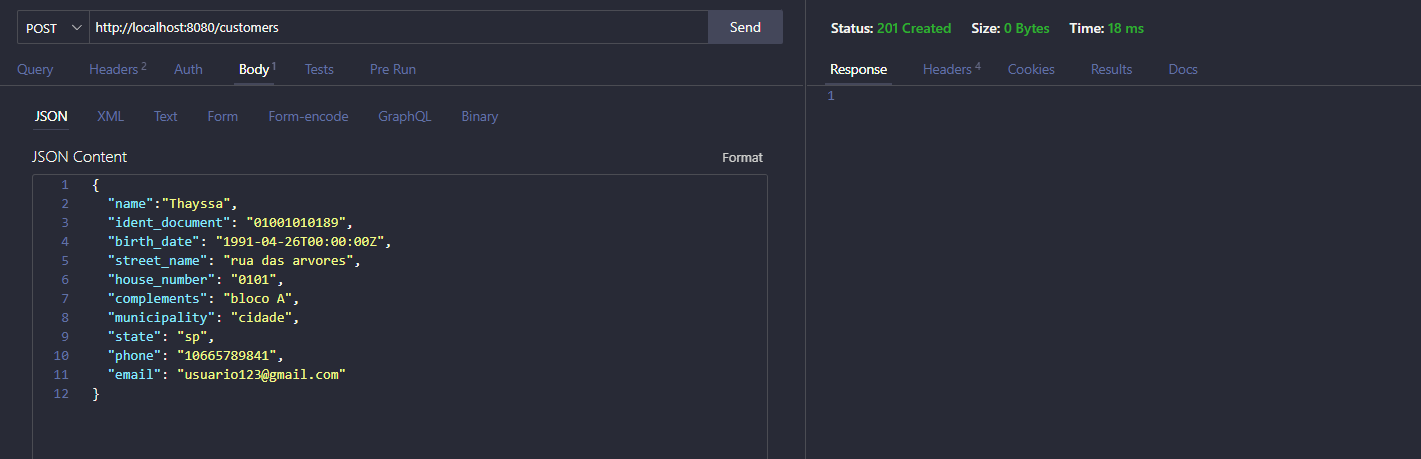 POST http://localhost:8080/customers Send
Query Headers 2 Auth Body 1 Tests Pre Run
JSON XML Text Form Form-encode GraphQL Binary
JSON Content Format
1 {
2 "name":"Thayssa",
3 "ident_document": "01001010189",
4 "birth_date": "1991-04-26T00:00:00Z",
5 "street_name": "rua das arvores",
6 "house_number": "0101",
7 "complements": "bloco A",
8 "municipality": "cidade",
9 "state": "sp",
10 "phone": "10665789841",
11 "email": "usuario123@gmail.com"
12 }
Status: 201 Created Size: 0 Bytes Time: 18 ms
Response Headers 4 Cookies Results Docs
1